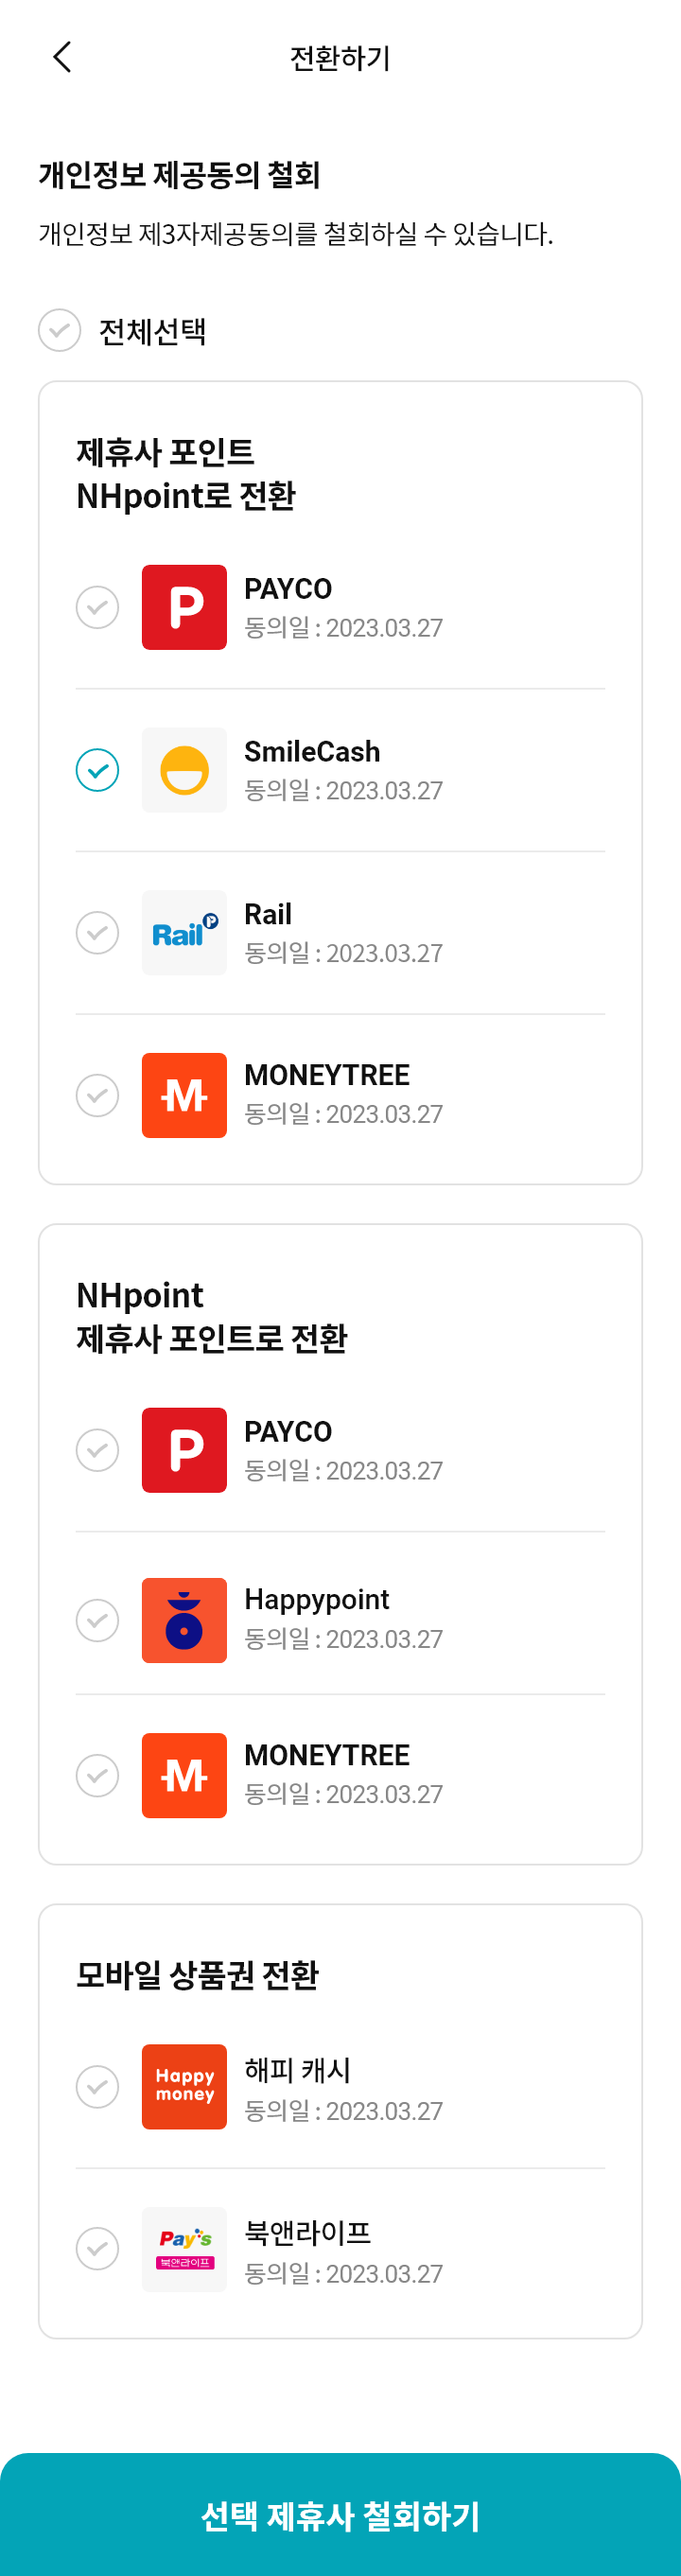 전환하기
개인정보 제공동의 철회
개인정보 제3자제공동의를 철회하실 수 있습니다.
전체선택
제휴사 포인트
NHpoint로 전환
P
PAYCO
동의일 : 2023.03.27
SmileCash
동의일 : 2023.03.27
Rail P
Rail
동의일 : 2023.03.27
M
MONEYTREE
동의일 : 2023.03.27
NHpoint
제휴사 포인트로 전환
P
PAYCO
동의일 : 2023.03.27
Happypoint
동의일 : 2023.03.27
M
MONEYTREE
동의일 : 2023.03.27
모바일 상품권 전환
Happy
money
해피 캐시
동의일 : 2023.03.27
Pay's
북앤라이프
북앤라이프
동의일 : 2023.03.27
선택 제휴사 철회하기